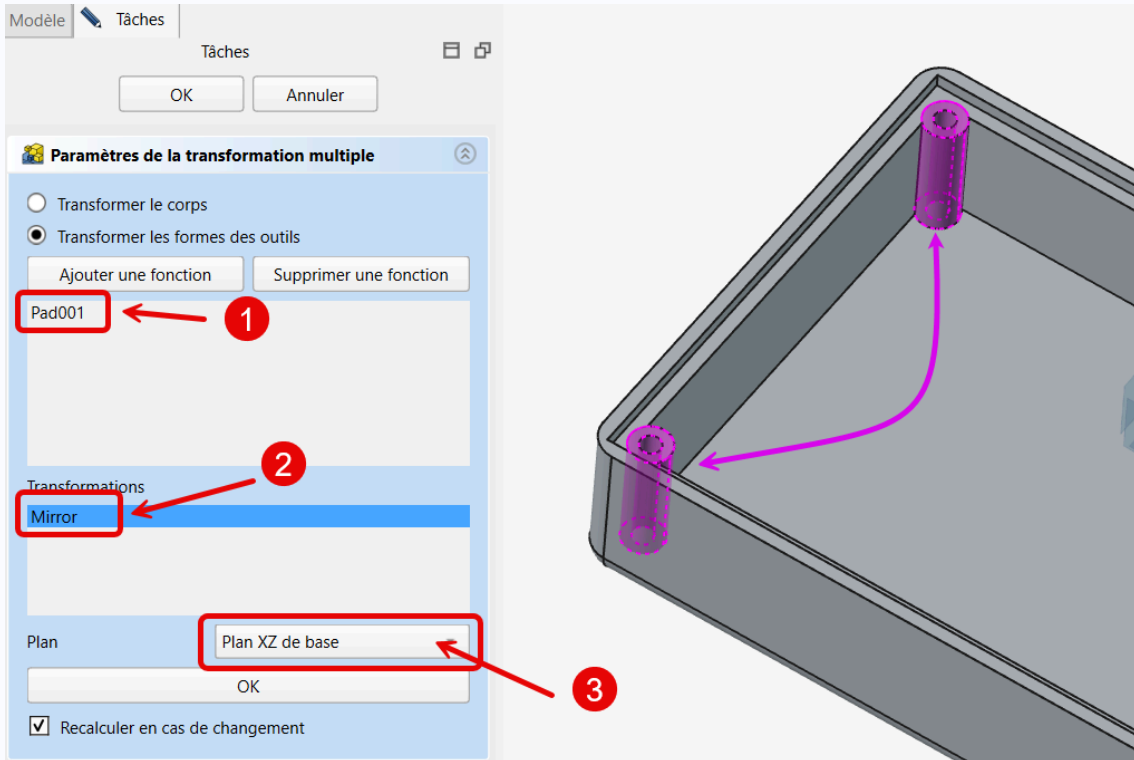 Modèle Tâches
Tâches
OK Annuler
Paramètres de la transformation multiple
Transformer le corps
Transformer les formes des outils
Ajouter une fonction Supprimer une fonction
Pad001
1
2
Transformations
Mirror
Plan Plan XZ de base
OK
3
Recalculer en cas de changement